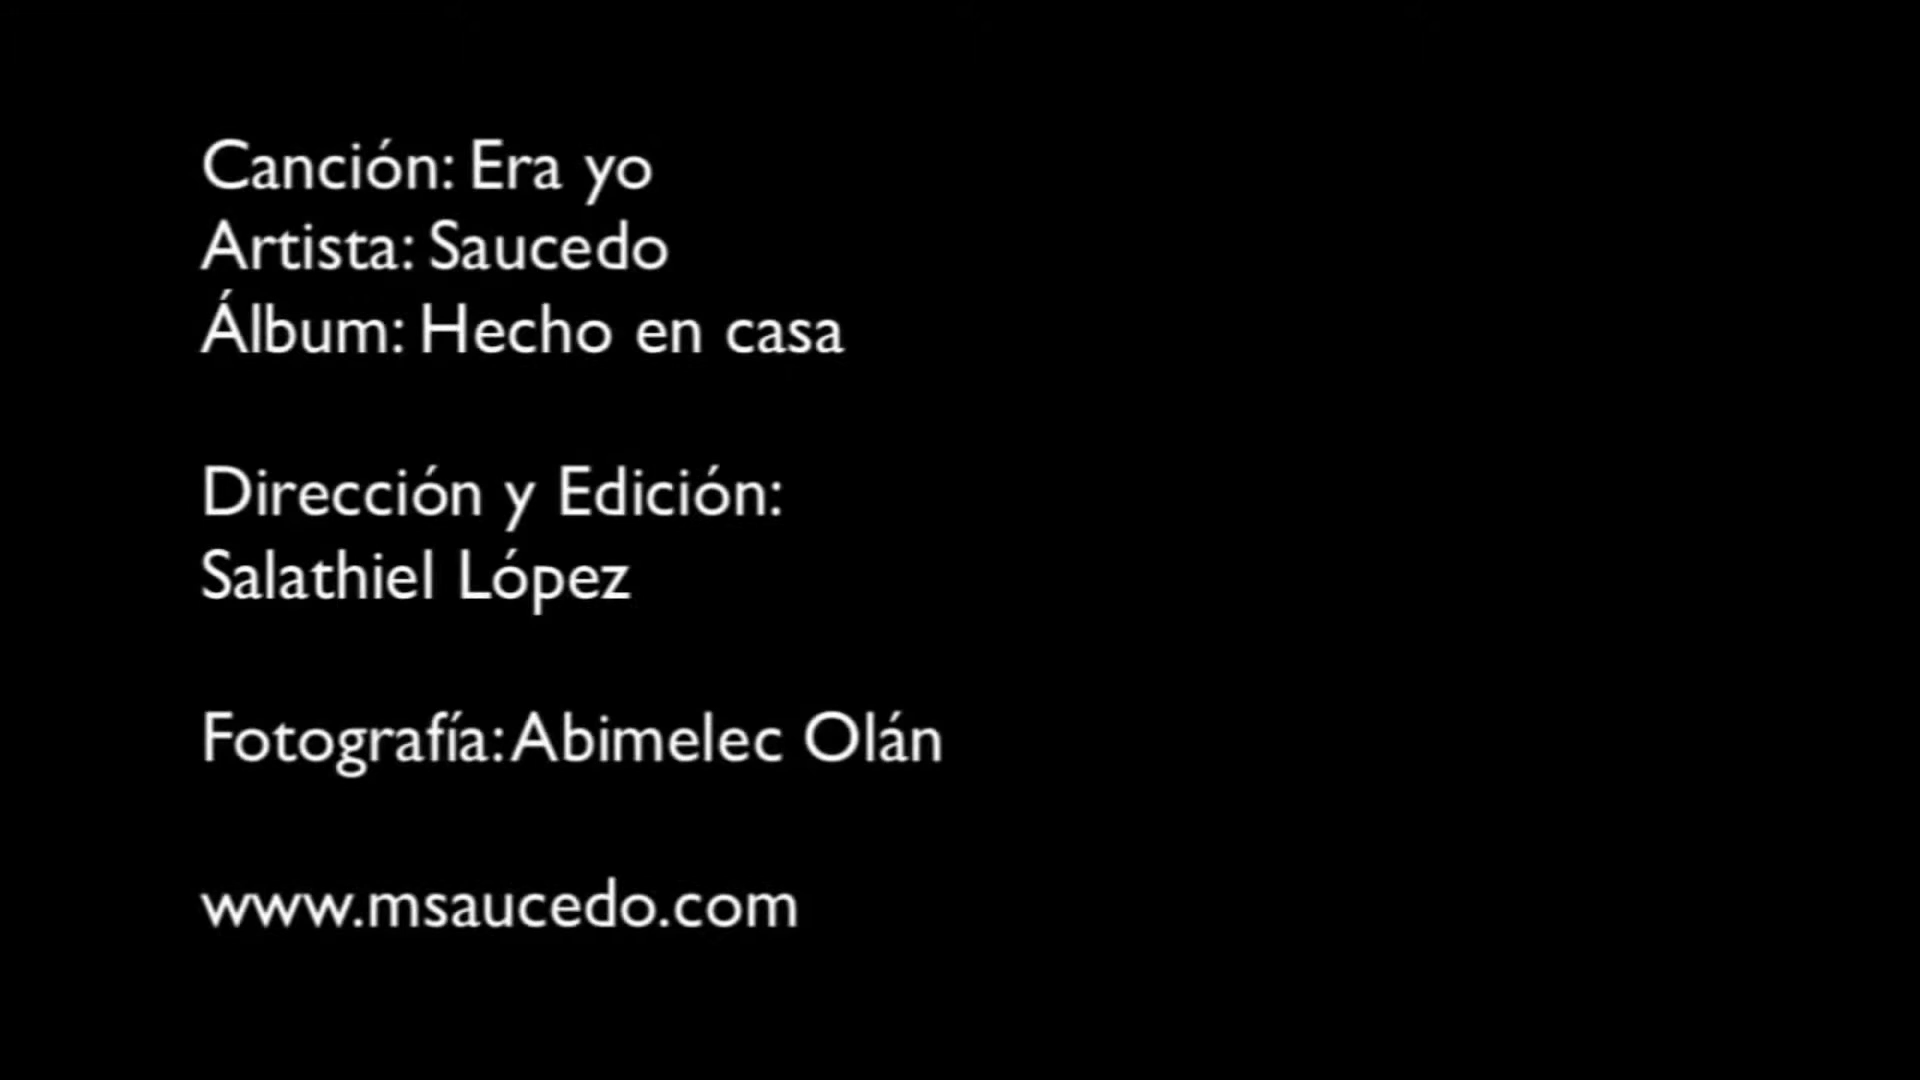 Canción: Era yo
Artista: Saucedo
Álbum: Hecho en casa
Dirección y Edición:
Salathiel López
Fotografía: Abimelec Olán
www.msaucedo.com